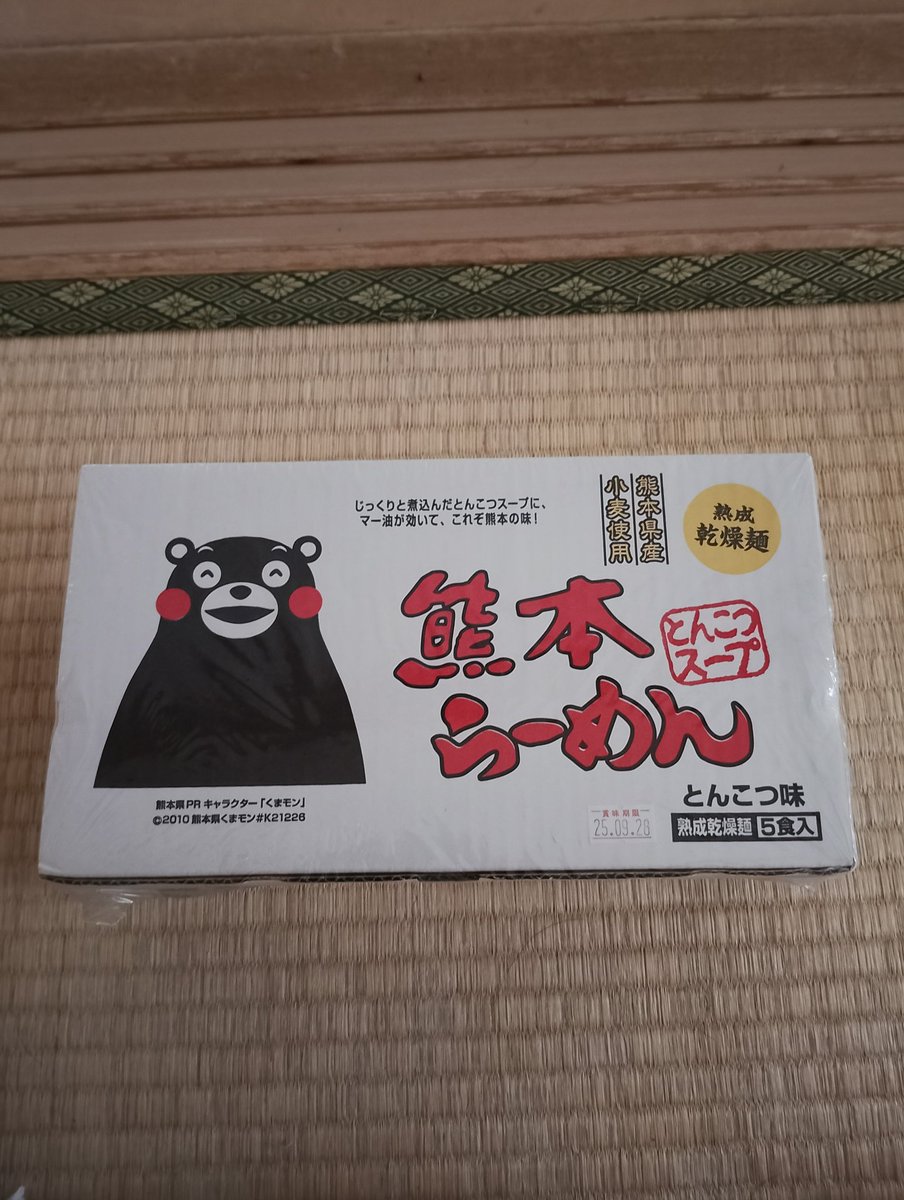 じっくりと煮込んだとんこつスープに、
マー油が効いて、これぞ熊本の味！
熊本県産
小麦使用
熟成
乾燥麺
熊本
らーめん
とんこつ
スープ
とんこつ味
熟成乾燥麺 5食入
賞味期限
25.09.28
熊本県PRキャラクター「くまモン」
©2010 熊本県くまモン#K21226